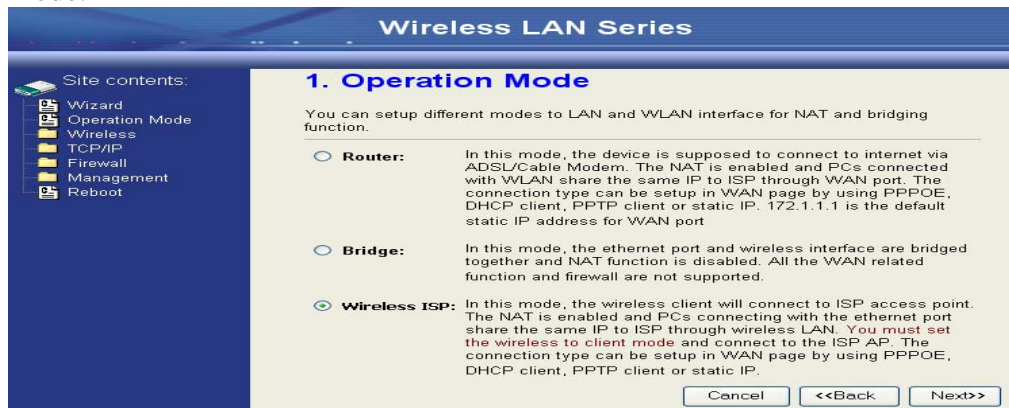 Wireless LAN Series
Site contents:
Wizard
Operation Mode
Wireless
TCP/IP
Firewall
Management
Reboot
1. Operation Mode
You can setup different modes to LAN and WLAN interface for NAT and bridging
function.
Router: In this mode, the device is supposed to connect to internet via
ADSL/Cable Modem. The NAT is enabled and PCs connected
with WLAN share the same IP to ISP through WAN port. The
connection type can be setup in WAN page by using PPPOE,
DHCP client, PPTP client or static IP. 172.1.1.1 is the default
static IP address for WAN port
Bridge: In this mode, the ethernet port and wireless interface are bridged
together and NAT function is disabled. All the WAN related
function and firewall are not supported.
Wireless ISP: In this mode, the wireless client will connect to ISP access point.
The NAT is enabled and PCs connecting with the ethernet port
share the same IP to ISP through wireless LAN. You must set
the wireless to client mode and connect to the ISP AP. The
connection type can be setup in WAN page by using PPPOE,
DHCP client, PPTP client or static IP.
Cancel <<Back Next>>